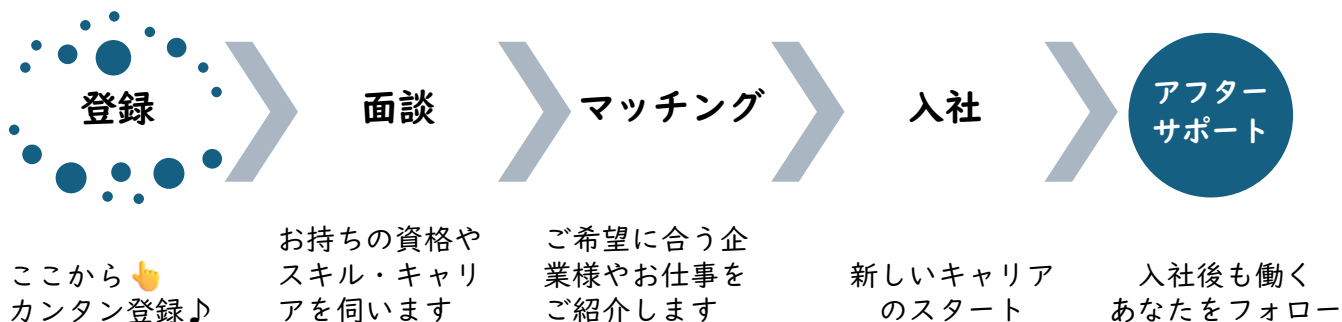 登録
面談
マッチング
入社
アフター
サポート
ここから👆
カンタン登録♪
お持ちの資格や
スキル・キャリ
アを伺います
ご希望に合う企
業様やお仕事を
ご紹介します
新しいキャリア
のスタート
入社後も働く
あなたをフォロー